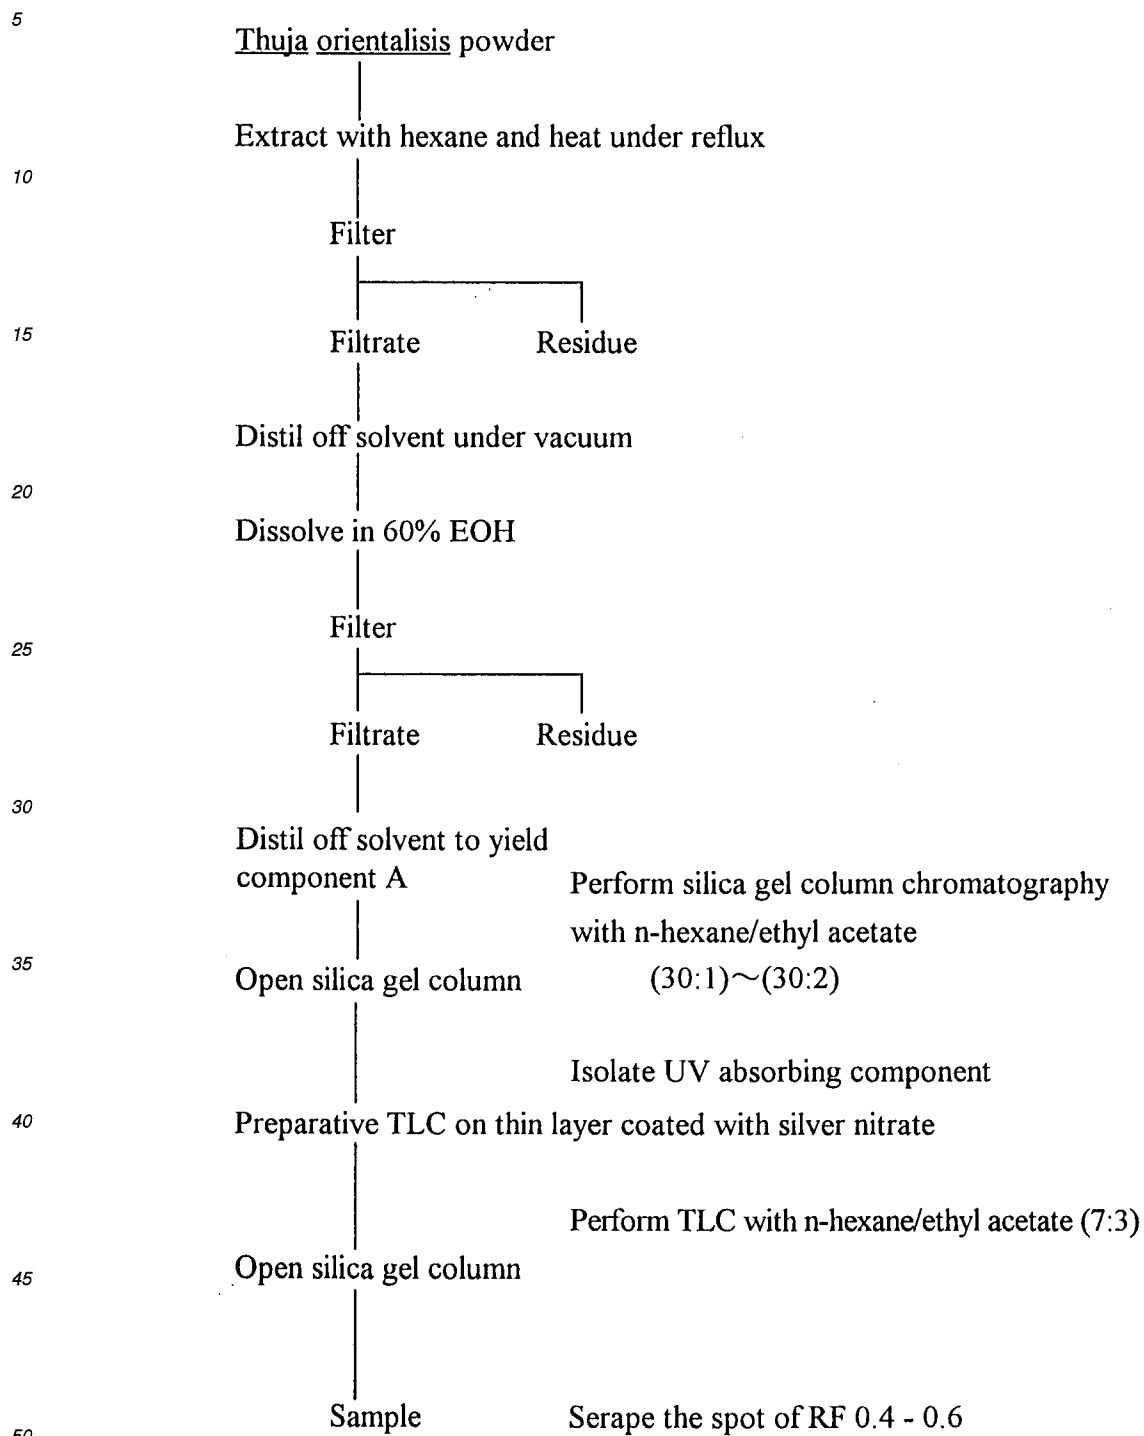 5
Thuja orientalisis powder
Extract with hexane and heat under reflux
10
Filter
15
Filtrate Residue
Distil off solvent under vacuum
20
Dissolve in 60% EOH
Filter
25
Filtrate Residue
30
Distil off solvent to yield
component A
Perform silica gel column chromatography
with n-hexane/ethyl acetate
35
Open silica gel column (30:1)~(30:2)
Isolate UV absorbing component
40
Preparative TLC on thin layer coated with silver nitrate
Perform TLC with n-hexane/ethyl acetate (7:3)
45
Open silica gel column
Sample Serape the spot of RF 0.4 - 0.6
50